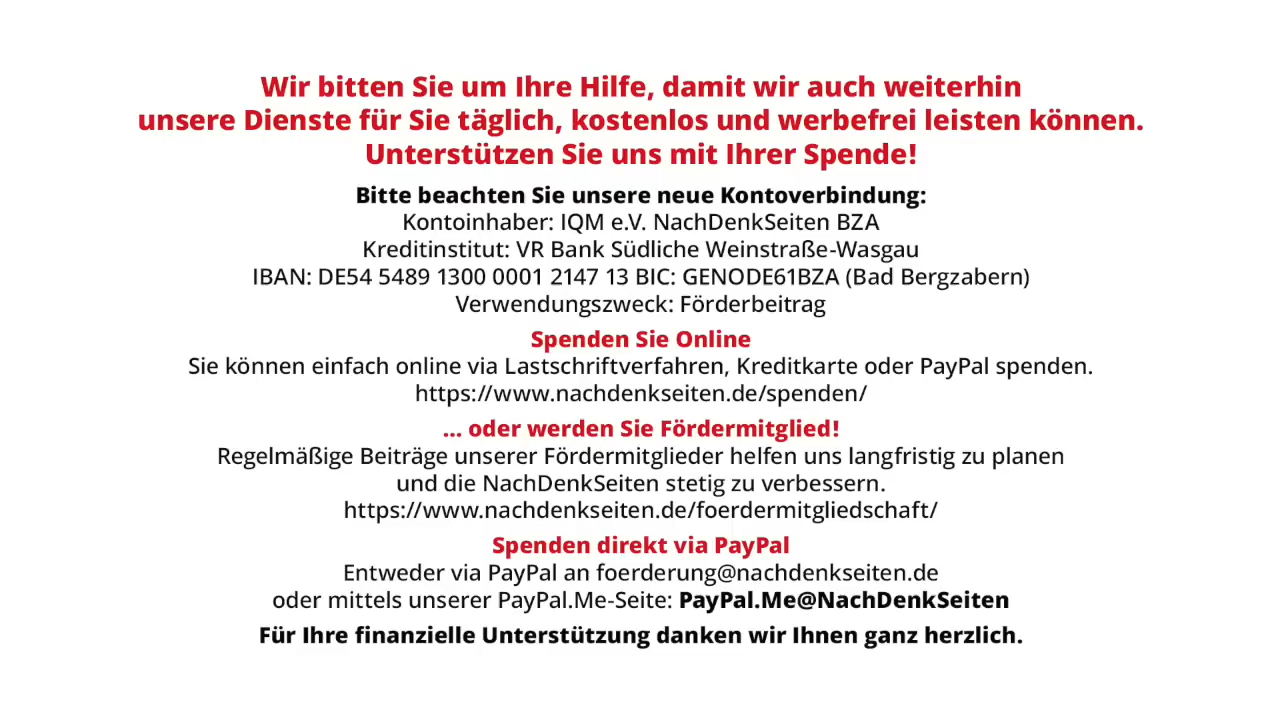 Wir bitten Sie um Ihre Hilfe, damit wir auch weiterhin
unsere Dienste für Sie täglich, kostenlos und werbefrei leisten können.
Unterstützen Sie uns mit Ihrer Spende!
Bitte beachten Sie unsere neue Kontoverbindung:
Kontoinhaber: IQM e.V. NachDenkSeiten BZA
Kreditinstitut: VR Bank Südliche Weinstraße-Wasgau
IBAN: DE54 5489 1300 0001 2147 13 BIC: GENODE61BZA (Bad Bergzabern)
Verwendungszweck: Förderbeitrag
Spenden Sie Online
Sie können einfach online via Lastschriftverfahren, Kreditkarte oder PayPal spenden.
https://www.nachdenkseiten.de/spenden/
... oder werden Sie Fördermitglied!
Regelmäßige Beiträge unserer Fördermitglieder helfen uns langfristig zu planen
und die NachDenkSeiten stetig zu verbessern.
https://www.nachdenkseiten.de/foerdermitgliedschaft/
Spenden direkt via PayPal
Entweder via PayPal an foerderung@nachdenkseiten.de
oder mittels unserer PayPal.Me-Seite: PayPal.Me@NachDenkSeiten
Für Ihre finanzielle Unterstützung danken wir Ihnen ganz herzlich.